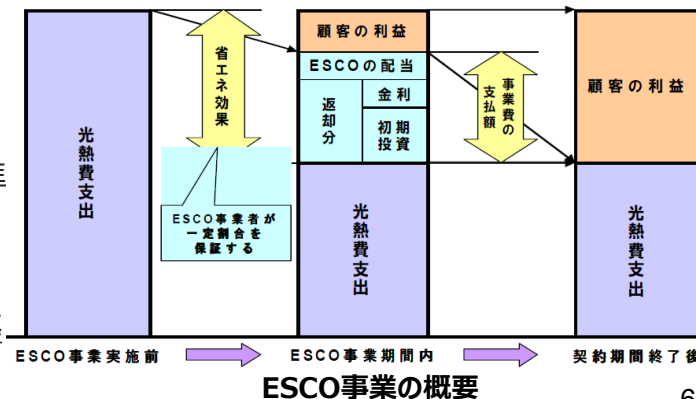 光熱費支出
省エネ効果
ESCO事業者が
一定割合を
保証する
顧客の利益
ESCOの配当
返却分
金利
初期
投資
光熱費支出
事業費の
支払額
顧客の利益
光熱費支出
ESCO事業実施前
ESCO事業期間内
契約期間終了後
ESCO事業の概要